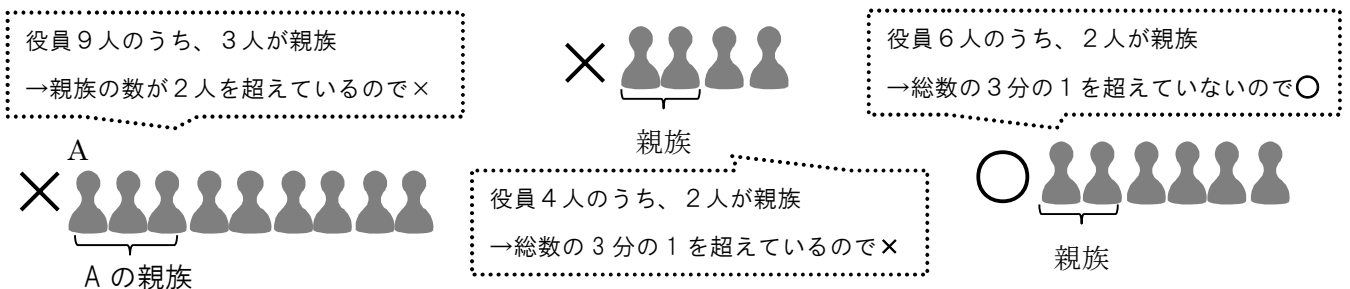 役員９人のうち、３人が親族
→親族の数が２人を超えているので×
×
A
Aの親族
×
親族
役員４人のうち、２人が親族
→総数の３分の１を超えているので×
役員６人のうち、２人が親族
→総数の３分の１を超えていないので○
○
親族